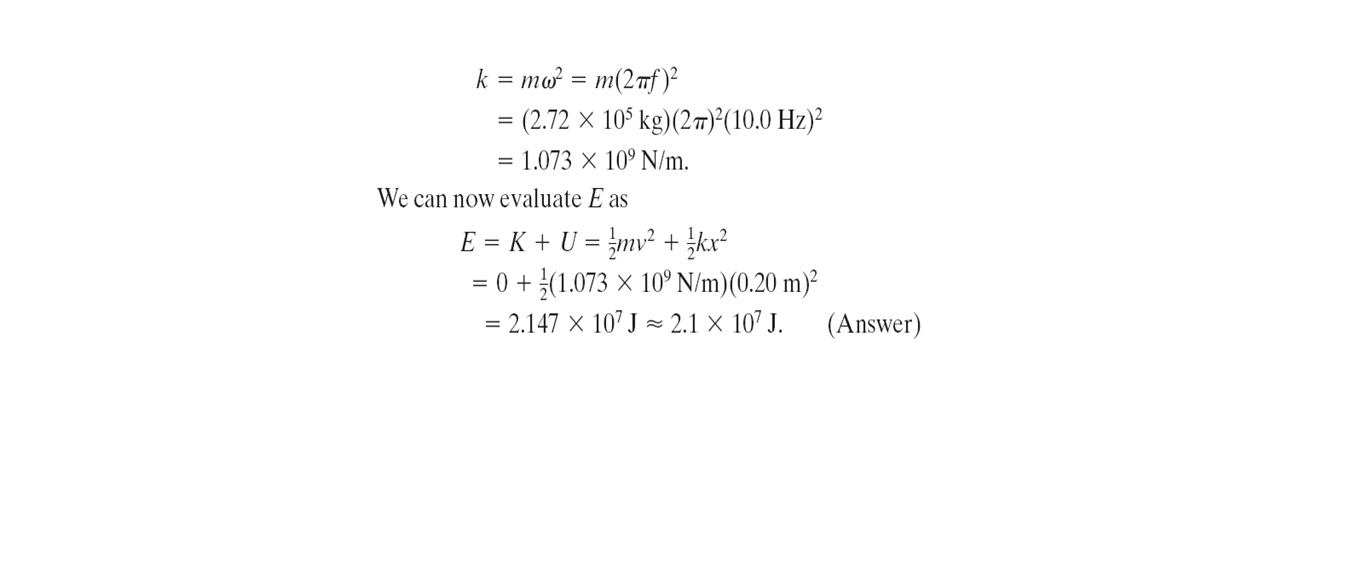 k = mω² = m(2πf)²
= (2.72 × 10⁵ kg)(2π)²(10.0 Hz)²
= 1.073 × 10⁹ N/m.
We can now evaluate E as
E = K + U = ½mv² + ½kx²
= 0 + ½(1.073 × 10⁹ N/m)(0.20 m)²
= 2.147 × 10⁷ J ≈ 2.1 × 10⁷ J. (Answer)